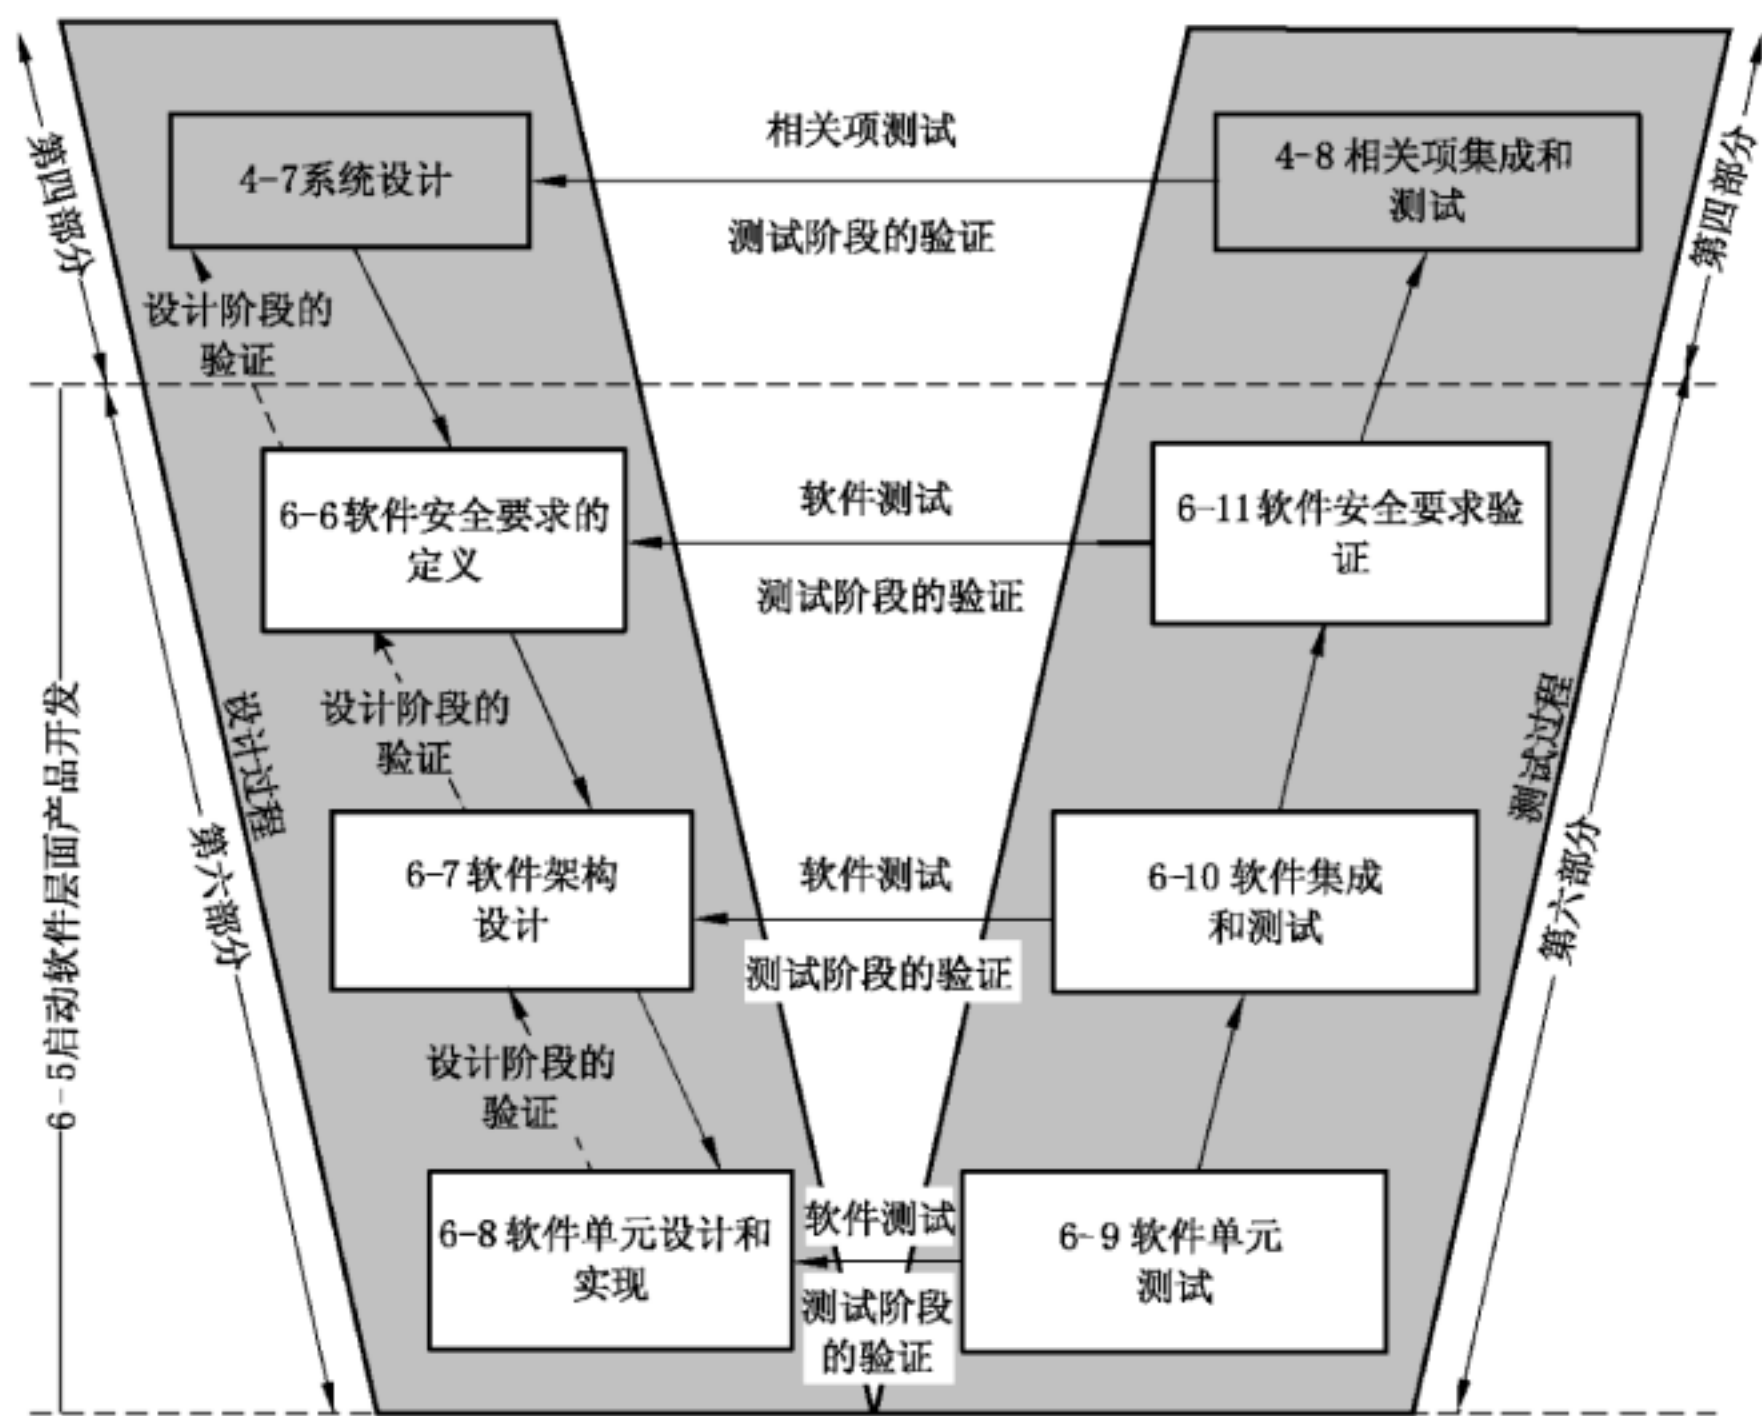 相关项测试
4-7系统设计
4-8 相关项集成和
测试
测试阶段的验证
第四部分
第四部分
设计阶段的
验证
软件测试
6-6软件安全要求的
定义
6-11软件安全要求验
证
测试阶段的验证
设计过程
设计阶段的
验证
测试过程
6-5启动软件层面产品开发
第六部分
第六部分
6-7软件架构
设计
软件测试
6-10 软件集成
和测试
测试阶段的验证
设计阶段的
验证
6-8 软件单元设计和
实现
软件测试
6-9 软件单元
测试
测试阶段
的验证